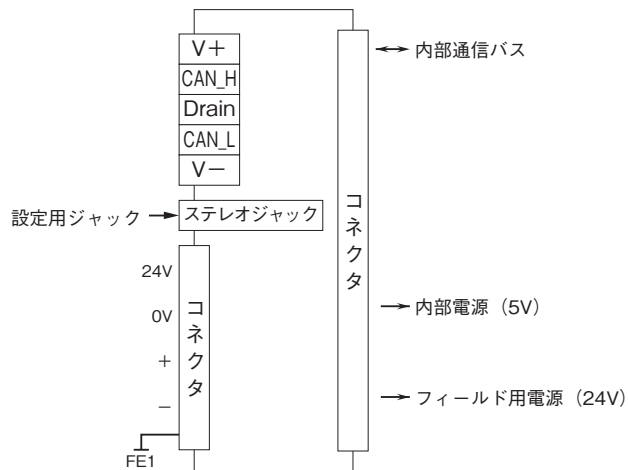 V+
CAN_H
Drain
CAN_L
V−
設定用ジャック
ステレオジャック
24V
0V
+
−
コネクタ
FE1
コネクタ
内部通信バス
内部電源（5V）
フィールド用電源（24V）